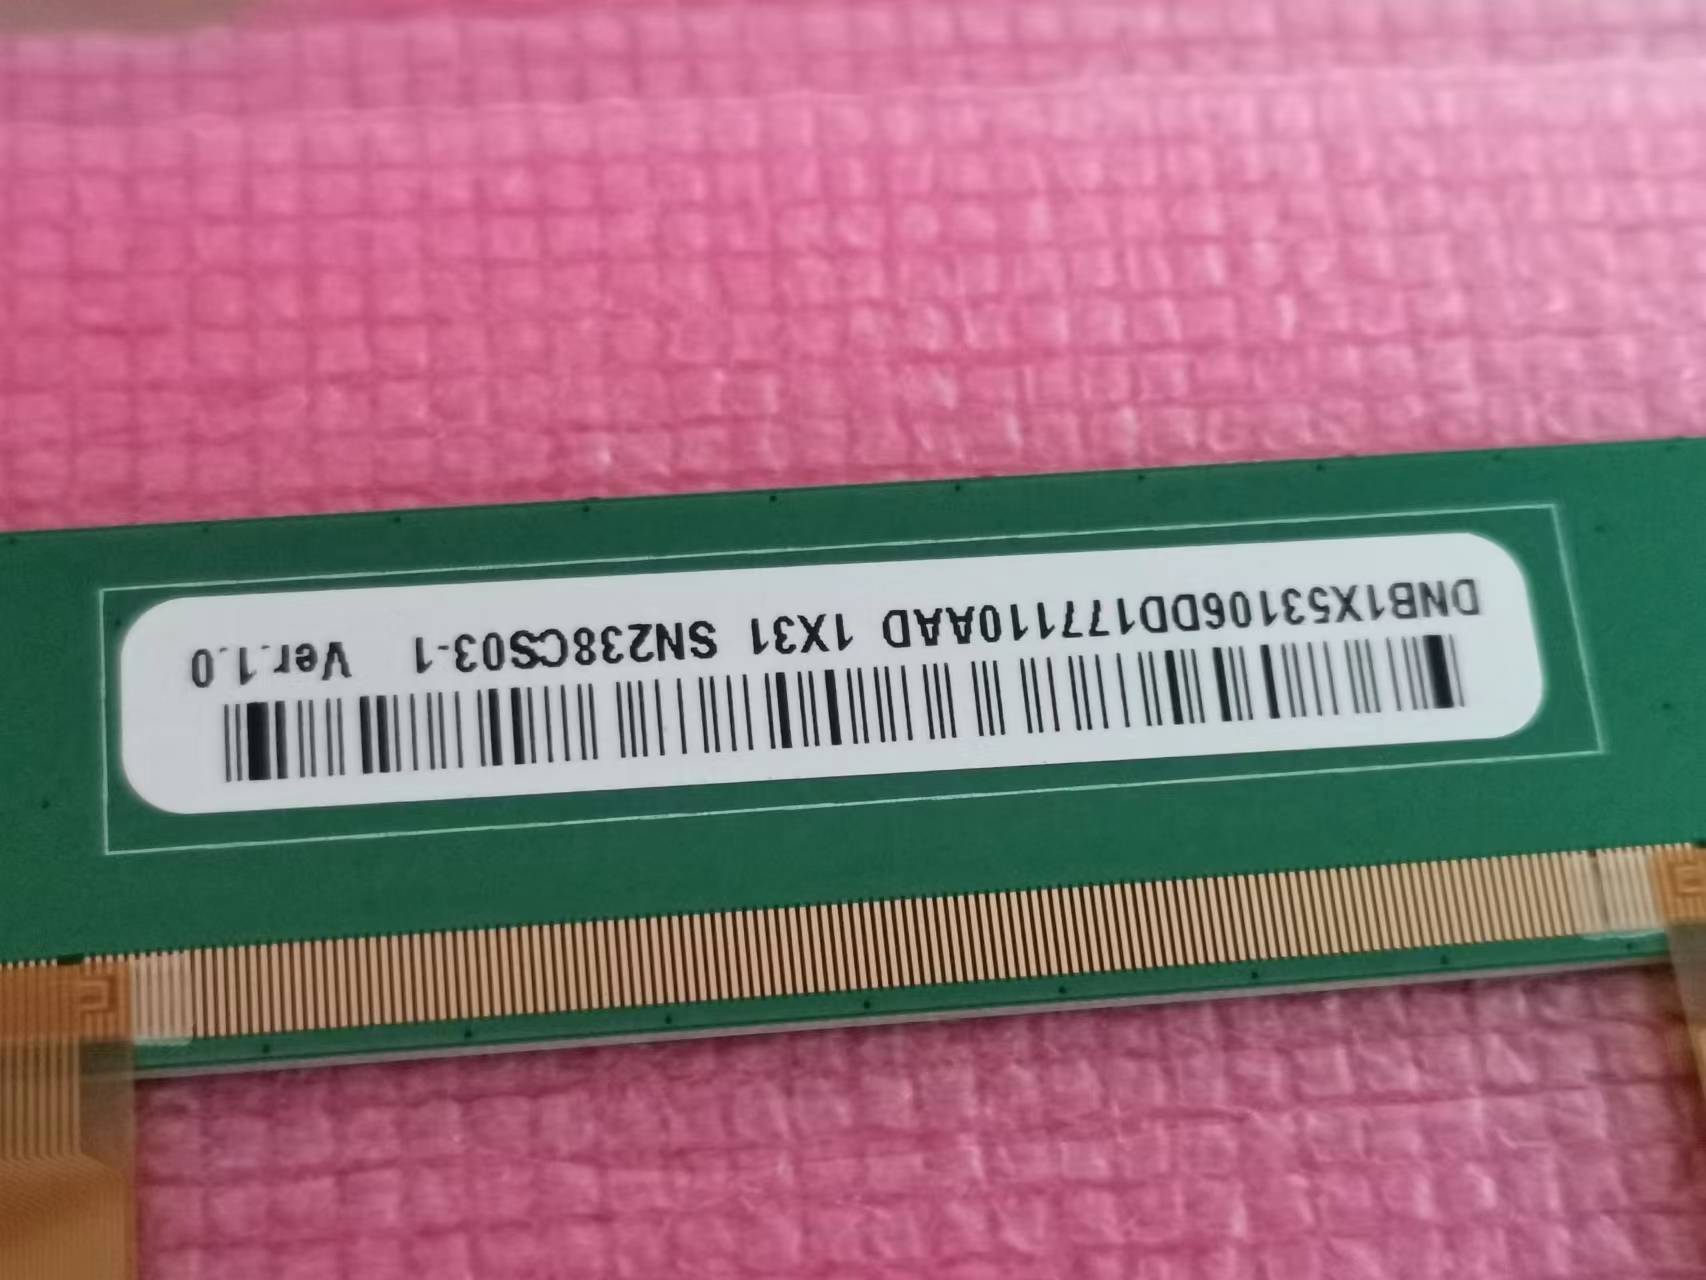 DNB1X53106DD177110AAD 1X31 SN238CS03-1 Ver.1.0